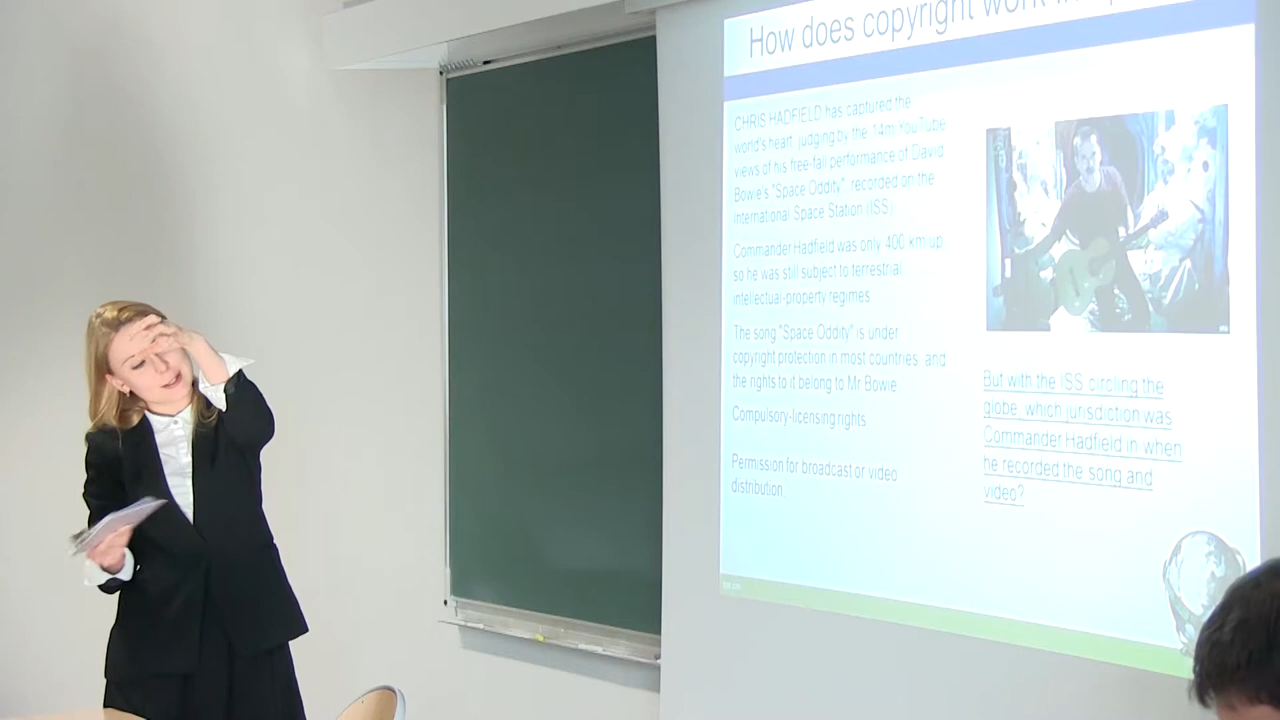 How does copyright work in
CHRIS HADFIELD has captured the
world's heart, judging by the 14m YouTube
views of his free-fall performance of David
Bowie's "Space Oddity", recorded on the
International Space Station (ISS).
Commander Hadfield was only 400 km up,
so he was still subject to terrestrial
intellectual-property regimes
The song "Space Oddity" is under
copyright protection in most countries, and
the rights to it belong to Mr Bowie
Compulsory-licensing rights
Permission for broadcast or video
distribution.
But with the ISS circling the
globe, which jurisdiction was
Commander Hadfield in when
he recorded the song and
video?